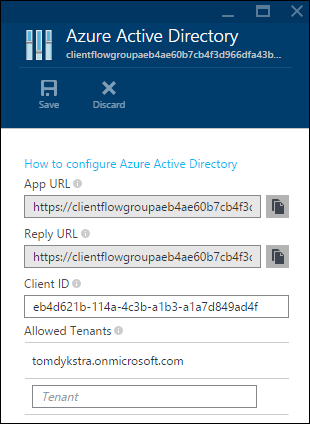 Azure Active Directory
clientflowgroupaeb4ae60b7cb4f3d966dfa43b...
Save Discard
How to configure Azure Active Directory
App URL
https://clientflowgroupaeb4ae60b7cb4f3c
Reply URL
https://clientflowgroupaeb4ae60b7cb4f3c
Client ID
eb4d621b-114a-4c3b-a1b3-a1a7d849ad4f
Allowed Tenants
tomdykstra.onmicrosoft.com
Tenant